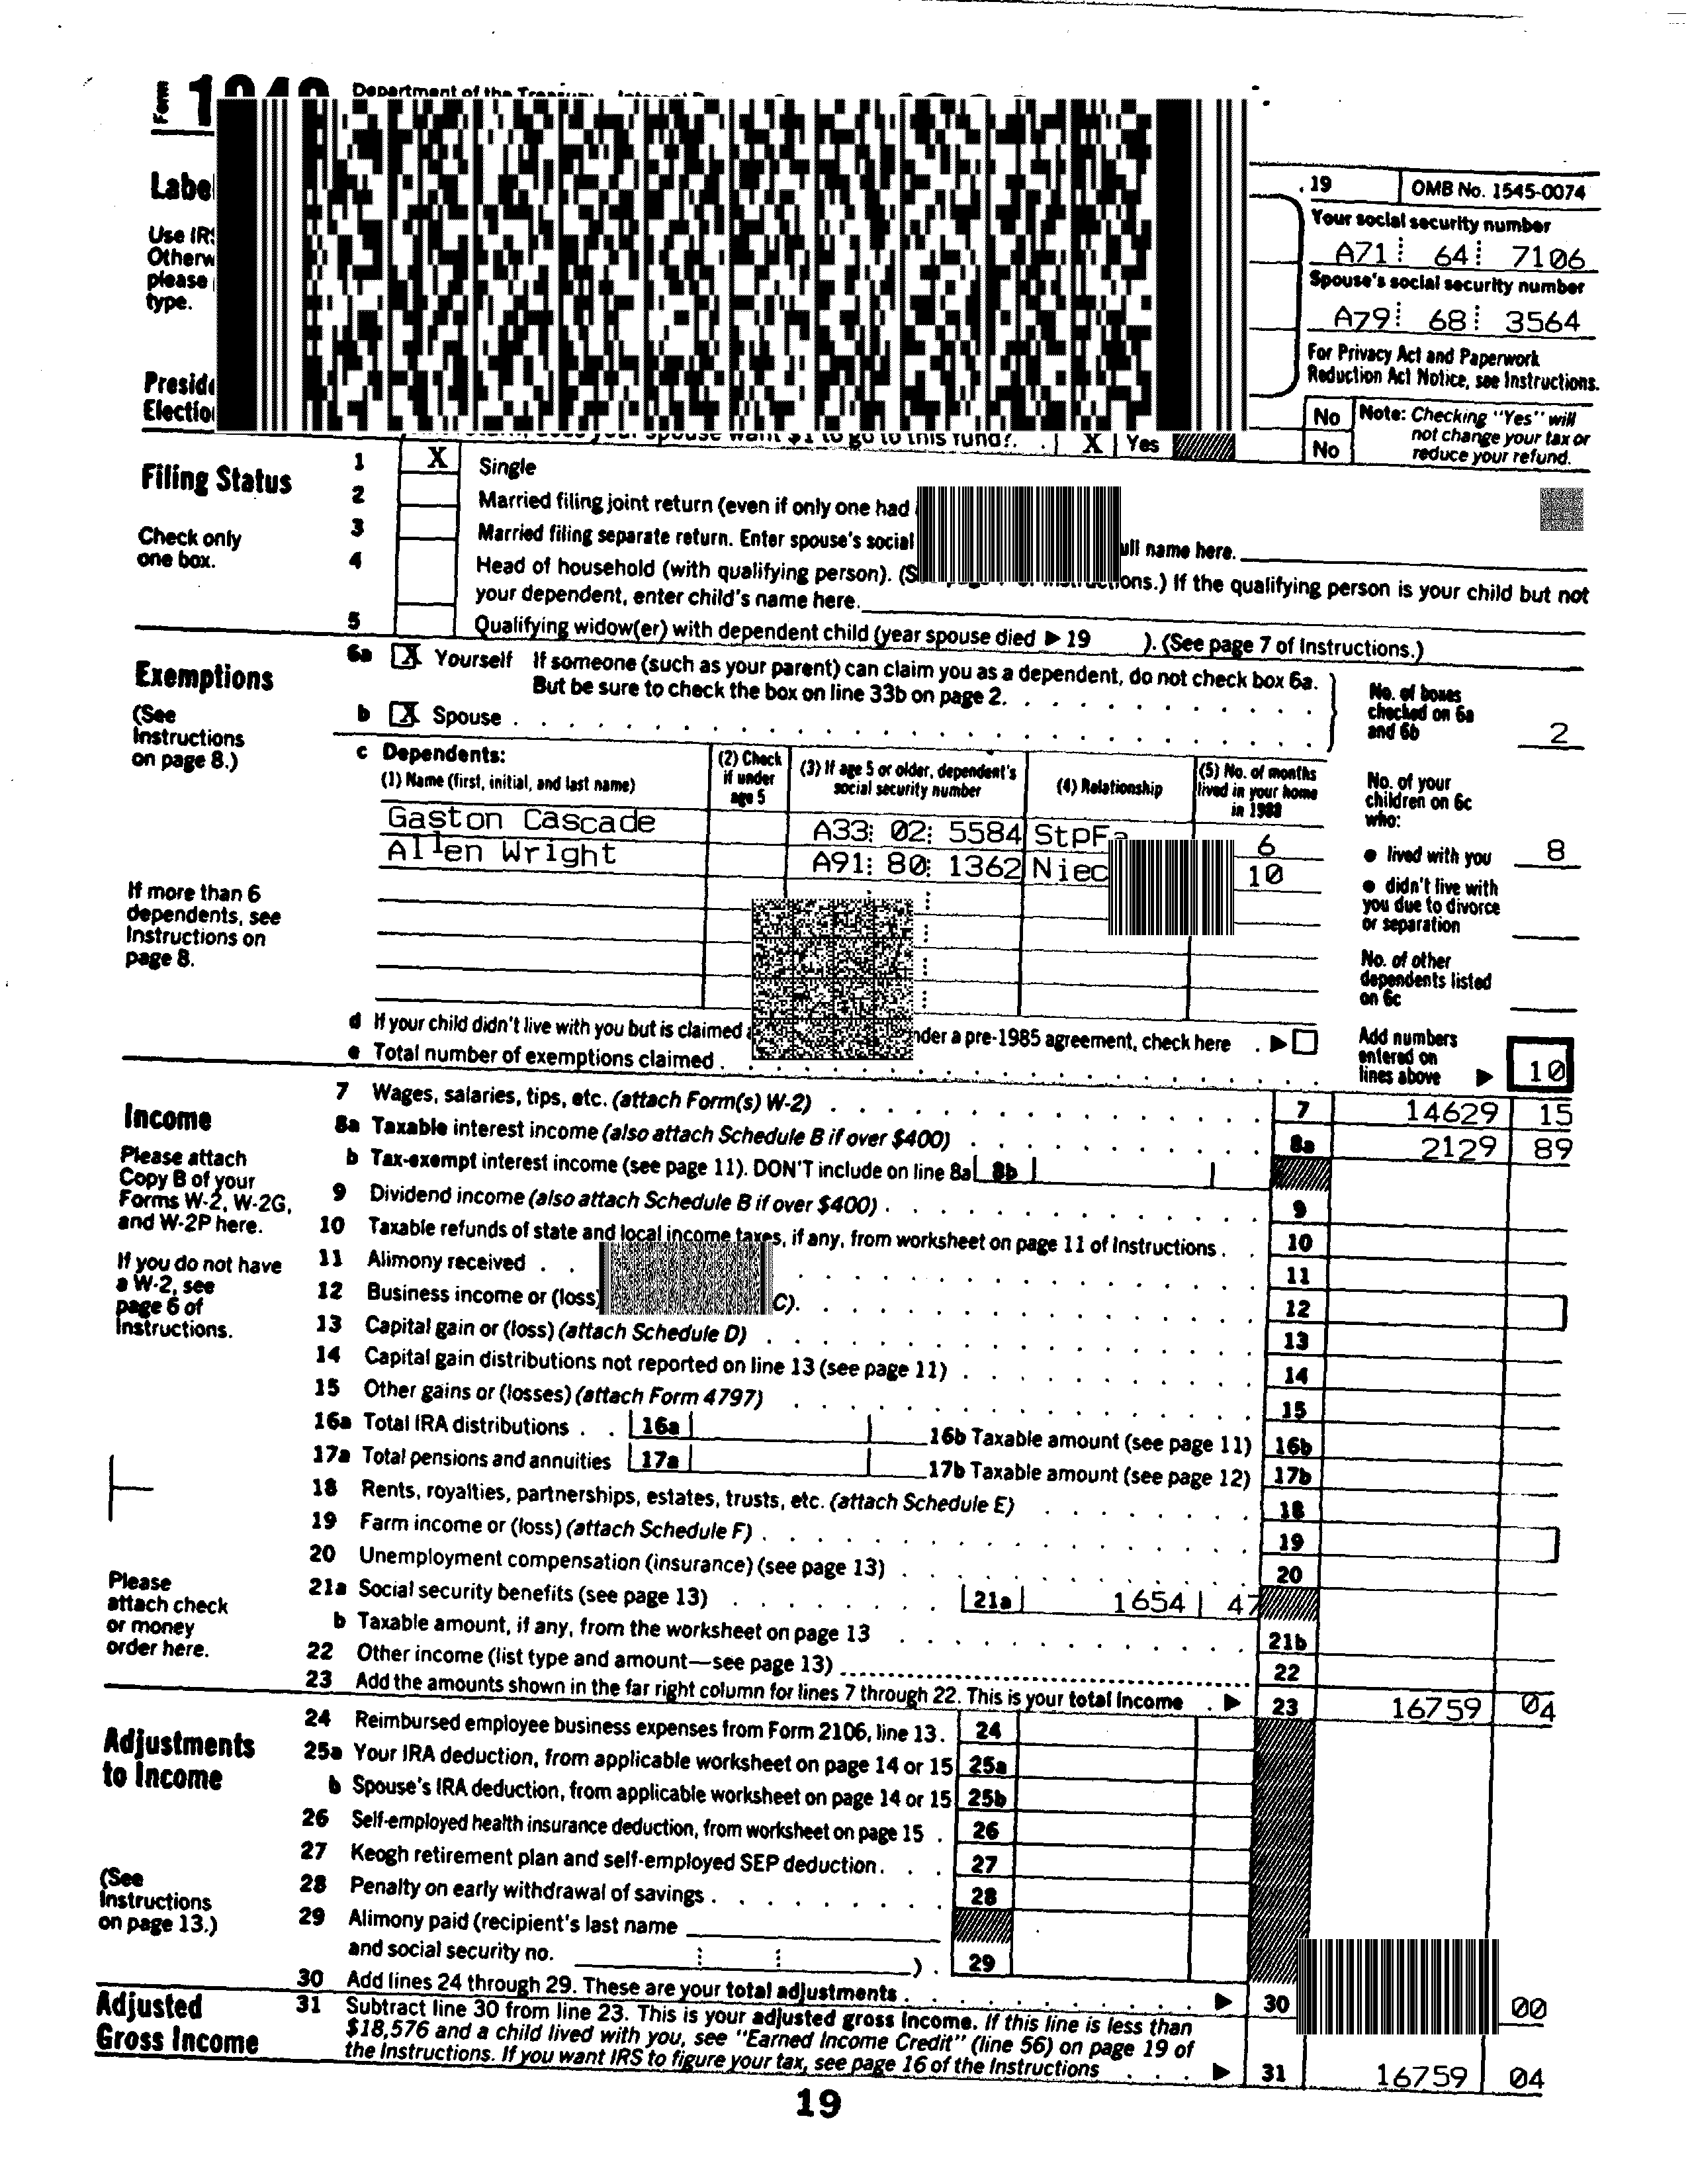 Form
Department of the
Labe
, 19
OMB No. 1545-0074
Your social security number
A71 64 7106
Use IRS
Otherw
please
type.
Spouse's social security number
A79 68 3564
For Privacy Act and Paperwork
Reduction Act Notice, see Instructions.
Preside
Electio
No
Note: Checking "Yes" will
not change your tax or
reduce your refund.
your spouse want $1 to go to this fund?. . X Yes
No
Filing Status
Check only
one box.
1 X Single
2 Married filing joint return (even if only one had
3 Married filing separate return. Enter spouse's social
ull name here.
4 Head of household (with qualifying person). (S
ons.) If the qualifying person is your child but not
your dependent, enter child's name here.
5 Qualifying widow(er) with dependent child (year spouse died ▶ 19 ). (See page 7 of Instructions.)
Exemptions
(See
Instructions
on page 8.)
6a X Yourself If someone (such as your parent) can claim you as a dependent, do not check box 6a.
But be sure to check the box on line 33b on page 2.
b X Spouse
No. of boxes
checked on 6a
and 6b 2
c Dependents:
(1) Name (first, initial, and last name)
(2) Check
if under
age 5
(3) If age 5 or older, dependent's
social security number
(4) Relationship
(5) No. of months
lived in your home
in 1988
Gaston Cascade A33 02 5584 StpFa 6
Allen Wright A91 80 1362 Niec 10
No. of your
children on 6c
who:
● lived with you 8
● didn't live with
you due to divorce
or separation
No. of other
dependents listed
on 6c
If more than 6
dependents, see
Instructions on
page 8.
d If your child didn't live with you but is claimed
nder a pre-1985 agreement, check here . ▶
e Total number of exemptions claimed
Add numbers
entered on
lines above ▶ 10
Income
Please attach
Copy B of your
Forms W-2, W-2G,
and W-2P here.
If you do not have
a W-2, see
page 6 of
Instructions.
7 Wages, salaries, tips, etc. (attach Form(s) W-2) 7 14629 15
8a Taxable interest income (also attach Schedule B if over $400) 8a 2129 89
b Tax-exempt interest income (see page 11). DON'T include on line 8a 8b
9 Dividend income (also attach Schedule B if over $400) 9
10 Taxable refunds of state and local income taxes, if any, from worksheet on page 11 of Instructions 10
11 Alimony received 11
12 Business income or (loss) C). 12
13 Capital gain or (loss) (attach Schedule D) 13
14 Capital gain distributions not reported on line 13 (see page 11) 14
15 Other gains or (losses) (attach Form 4797) 15
16a Total IRA distributions 16a 16b Taxable amount (see page 11) 16b
17a Total pensions and annuities 17a 17b Taxable amount (see page 12) 17b
18 Rents, royalties, partnerships, estates, trusts, etc. (attach Schedule E) 18
19 Farm income or (loss) (attach Schedule F) 19
20 Unemployment compensation (insurance) (see page 13) 20
21a Social security benefits (see page 13) 21a 1654 47
b Taxable amount, if any, from the worksheet on page 13 21b
22 Other income (list type and amount—see page 13) 22
23 Add the amounts shown in the far right column for lines 7 through 22. This is your total income ▶ 23 16759 04
Please
attach check
or money
order here.
Adjustments
to Income
(See
Instructions
on page 13.)
24 Reimbursed employee business expenses from Form 2106, line 13. 24
25a Your IRA deduction, from applicable worksheet on page 14 or 15 25a
b Spouse's IRA deduction, from applicable worksheet on page 14 or 15 25b
26 Self-employed health insurance deduction, from worksheet on page 15 . 26
27 Keogh retirement plan and self-employed SEP deduction. 27
28 Penalty on early withdrawal of savings 28
29 Alimony paid (recipient's last name
and social security no. ). 29
30 Add lines 24 through 29. These are your total adjustments ▶ 30 00
Adjusted
Gross Income
31 Subtract line 30 from line 23. This is your adjusted gross income. If this line is less than
$18,576 and a child lived with you, see "Earned Income Credit" (line 56) on page 19 of
the Instructions. If you want IRS to figure your tax, see page 16 of the Instructions ▶ 31 16759 04
19